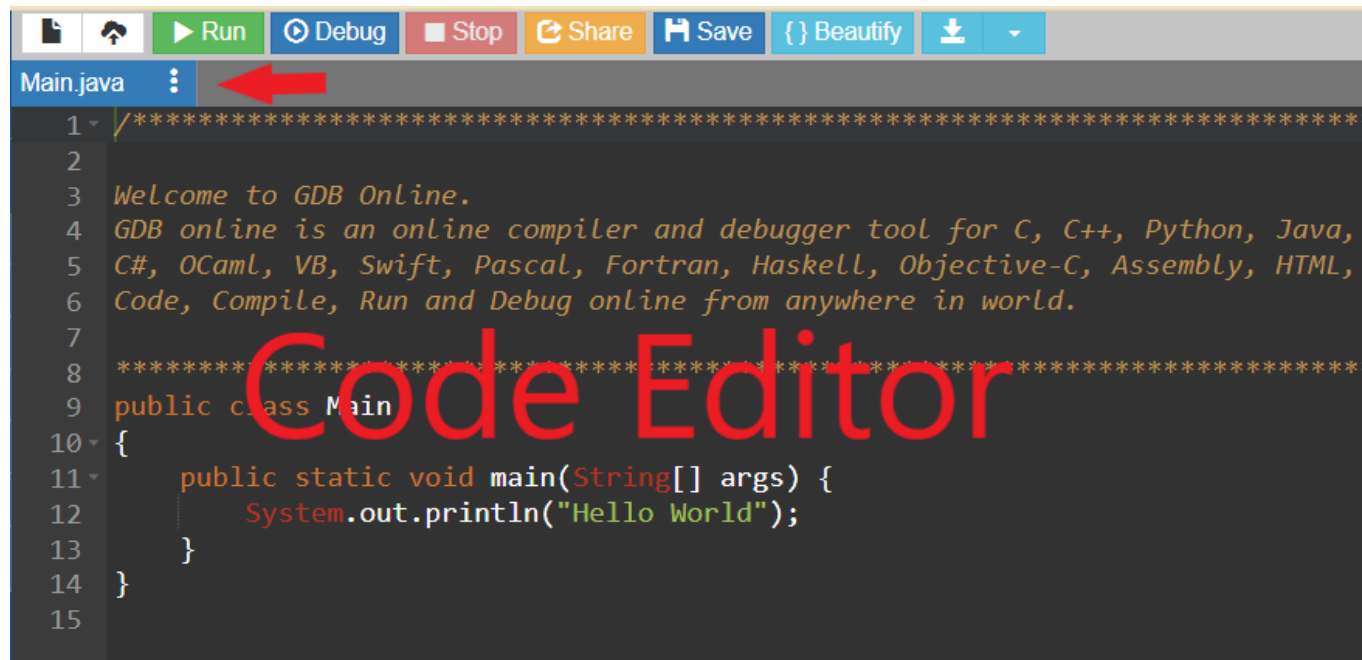 Run Debug Stop Share Save { } Beautify
Main.java
1 /***************************************************************************
2
3 Welcome to GDB Online.
4 GDB online is an online compiler and debugger tool for C, C++, Python, Java,
5 C#, OCaml, VB, Swift, Pascal, Fortran, Haskell, Objective-C, Assembly, HTML,
6 Code, Compile, Run and Debug online from anywhere in world.
7
Code Editor
8 ****************************************************************************
9 public class Main
10 {
11 public static void main(String[] args) {
12 System.out.println("Hello World");
13 }
14 }
15